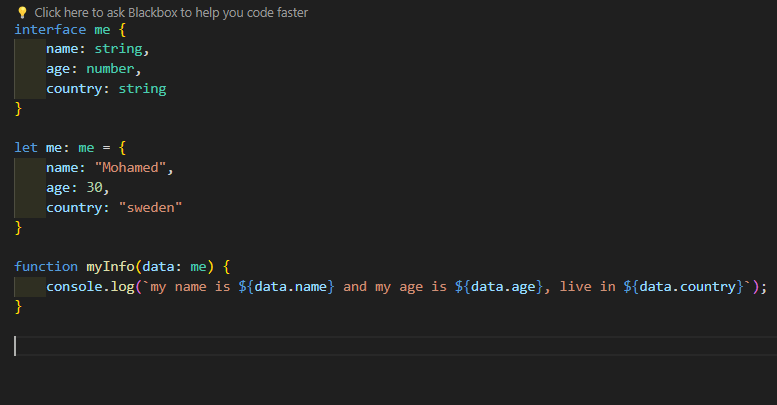 Click here to ask Blackbox to help you code faster
interface me {
    name: string,
    age: number,
    country: string
}

let me: me = {
    name: "Mohamed",
    age: 30,
    country: "sweden"
}

function myInfo(data: me) {
    console.log(`my name is ${data.name} and my age is ${data.age}, live in ${data.country}`);
}